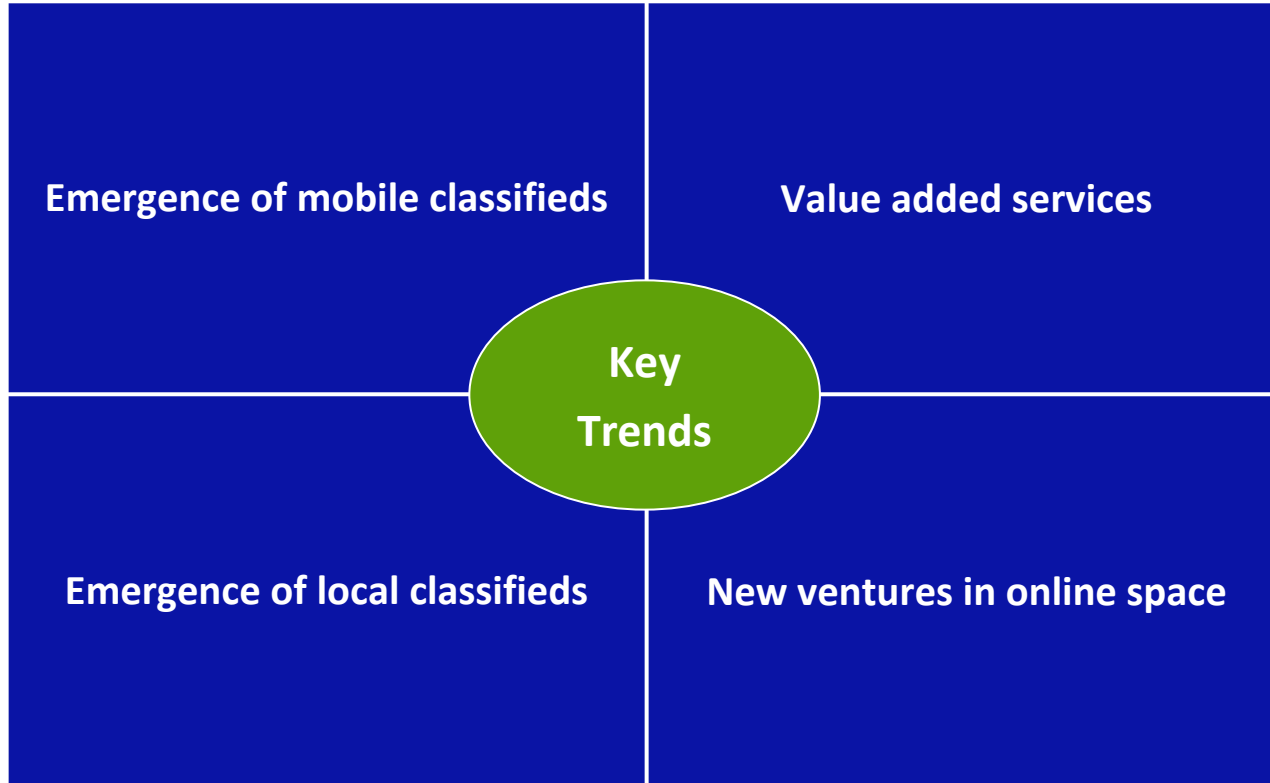 Emergence of mobile classifieds
Value added services
Key
Trends
Emergence of local classifieds
New ventures in online space